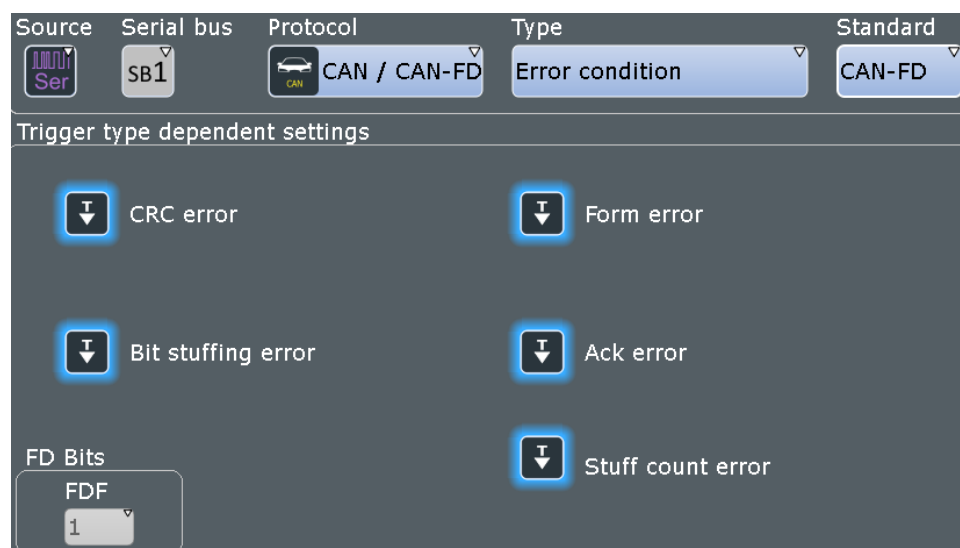 Source Serial bus Protocol Type Standard
Ser SB1 CAN CAN / CAN-FD Error condition CAN-FD
Trigger type dependent settings
T CRC error T Form error
T Bit stuffing error T Ack error
FD Bits T Stuff count error
FDF
1